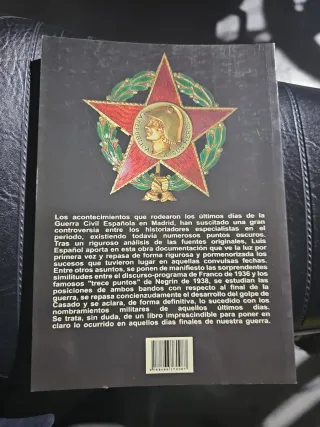 Los acontecimientos que rodearon los últimos días de la
Guerra Civil Española en Madrid, han suscitado una gran
controversia entre los historiadores especialistas en el
periodo, existiendo todavía numerosos puntos oscuros.
Tras un riguroso análisis de las fuentes originales, Luis
Español aporta en esta obra documentación que ve la luz por
primera vez y repasa de forma rigurosa y pormenorizada los
sucesos que tuvieron lugar en aquellas convulsas fechas.
Entre otros asuntos, se ponen de manifiesto las sorprendentes
similitudes entre el discurso-programa de Franco de 1936 y los
famosos "trece puntos" de Negrín de 1938, se estudian las
posiciones de ambos bandos con respecto al final de la
guerra, se repasa concienzudamente el desarrollo del golpe de
Casado y se aclara, de forma definitiva, lo sucedido con los
nombramientos militares de aquellos últimos días.
Se trata, sin duda, de un libro imprescindible para poner en
claro lo ocurrido en aquellos días finales de nuestra guerra.